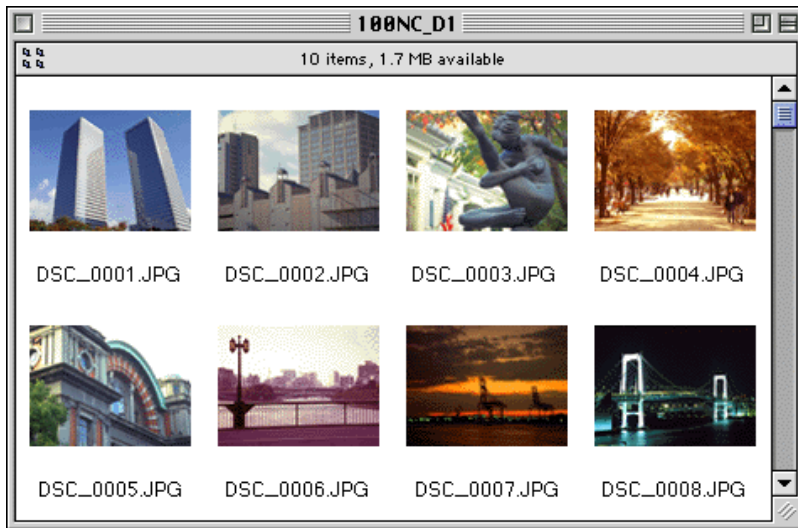 100NC_D1
10 items, 1.7 MB available
DSC_0001.JPG
DSC_0002.JPG
DSC_0003.JPG
DSC_0004.JPG
DSC_0005.JPG
DSC_0006.JPG
DSC_0007.JPG
DSC_0008.JPG